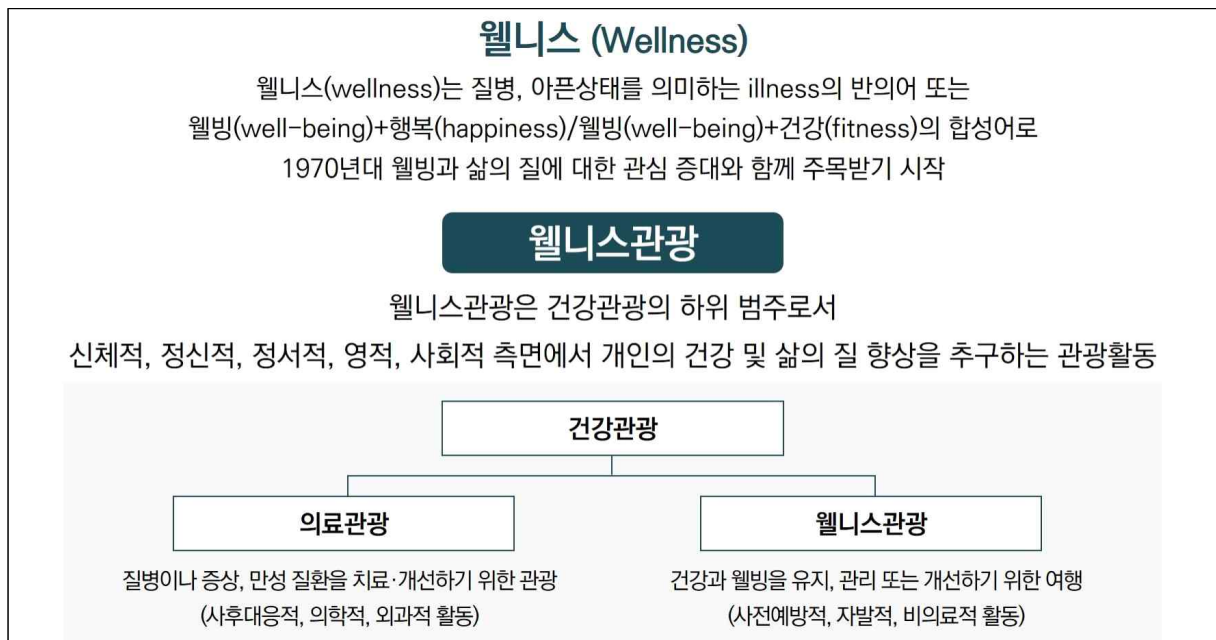 웰니스 (Wellness)
웰니스(wellness)는 질병, 아픈상태를 의미하는 illness의 반의어 또는
웰빙(well-being)+행복(happiness)/웰빙(well-being)+건강(fitness)의 합성어로
1970년대 웰빙과 삶의 질에 대한 관심 증대와 함께 주목받기 시작
웰니스관광
웰니스관광은 건강관광의 하위 범주로서
신체적, 정신적, 정서적, 영적, 사회적 측면에서 개인의 건강 및 삶의 질 향상을 추구하는 관광활동
건강관광
의료관광
질병이나 증상, 만성 질환을 치료·개선하기 위한 관광
(사후대응적, 의학적, 외과적 활동)
웰니스관광
건강과 웰빙을 유지, 관리 또는 개선하기 위한 여행
(사전예방적, 자발적, 비의료적 활동)